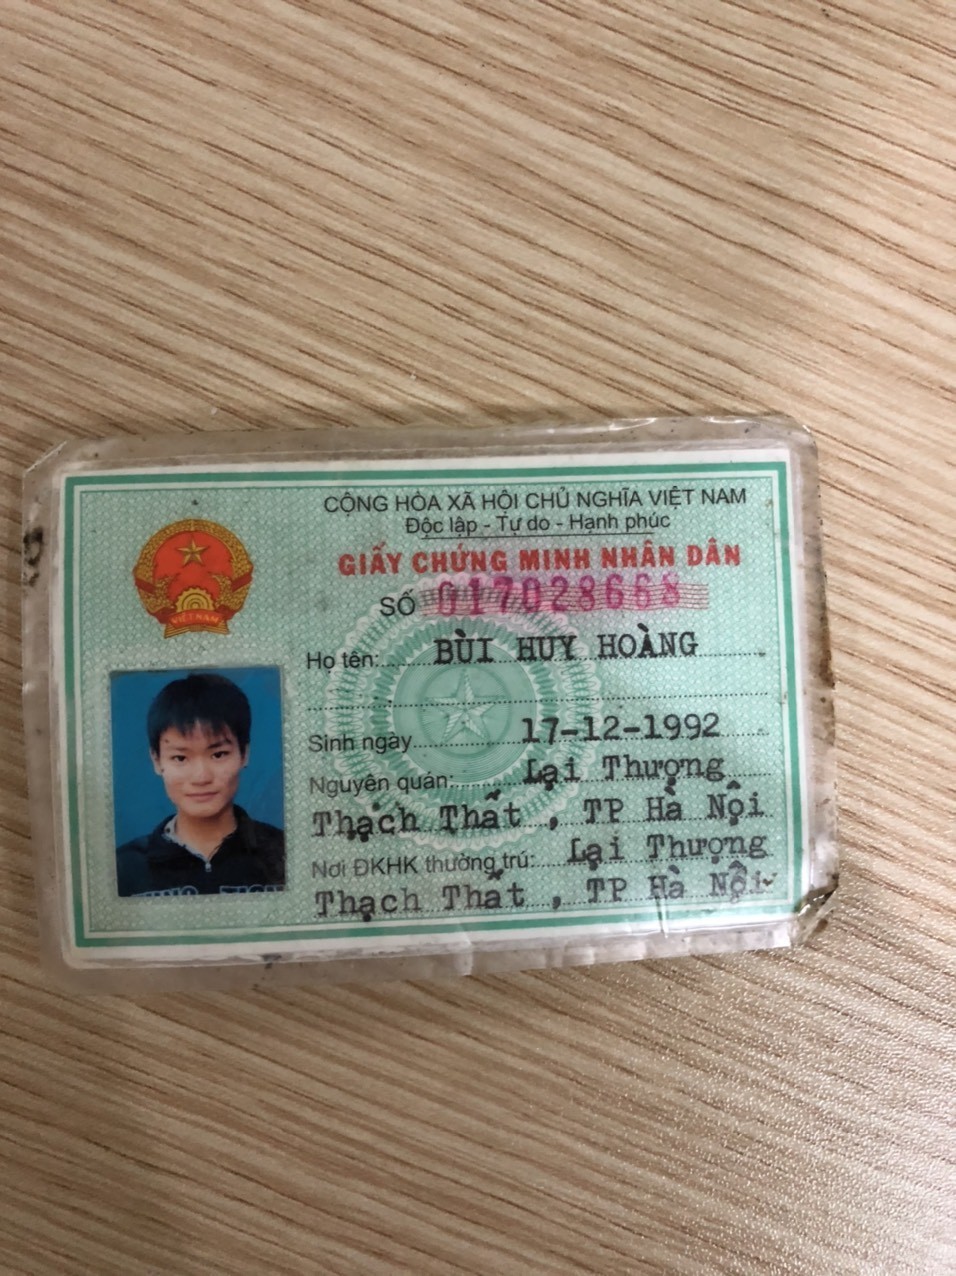 CỘNG HÒA XÃ HỘI CHỦ NGHĨA VIỆT NAM
Độc lập - Tự do - Hạnh phúc
GIẤY CHỨNG MINH NHÂN DÂN
SỐ 017028668
Họ tên: BÙI HUY HOÀNG
Sinh ngày 17-12-1992
Nguyên quán: Lại Thượng
Thạch Thất , TP Hà Nội
Nơi ĐKHK thường trú: Lại Thượng
Thạch Thất , TP Hà Nội
VIỆT NAM